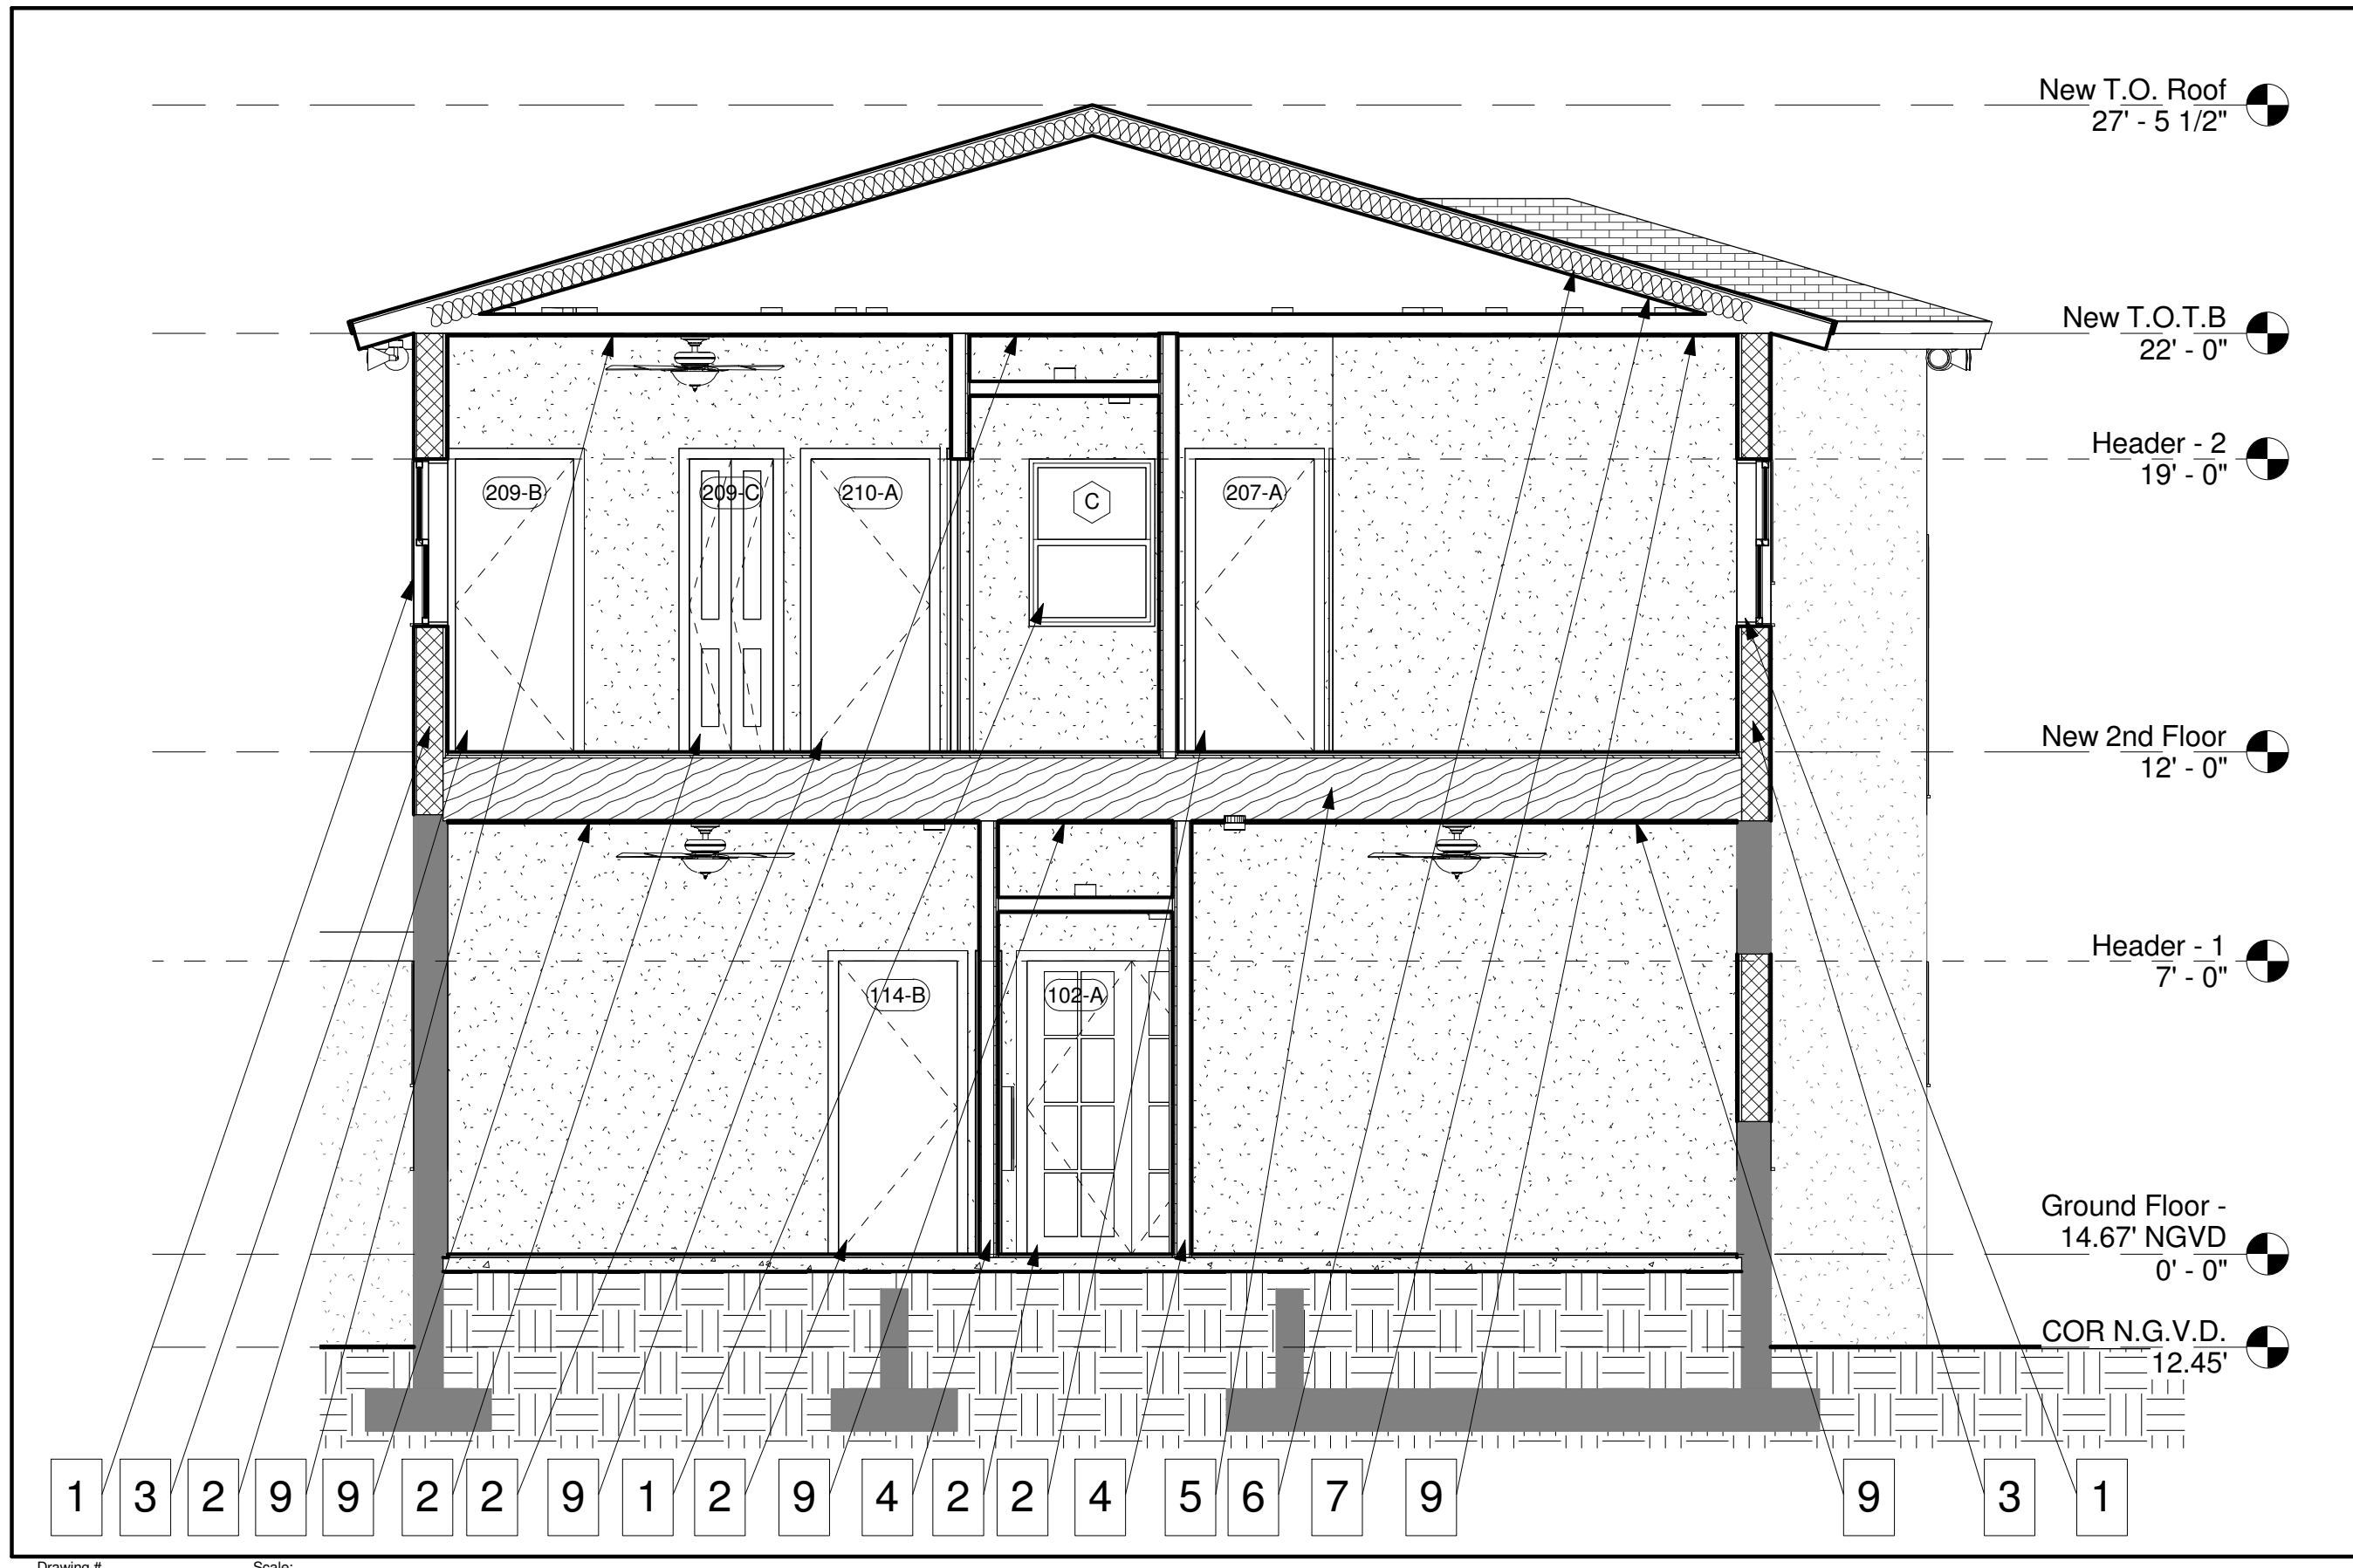 New T.O. Roof
27' - 5 1/2"
New T.O.T.B
22' - 0"
Header - 2
19' - 0"
209-B
209-C
210-A
C
207-A
New 2nd Floor
12' - 0"
Header - 1
7' - 0"
114-B
102-A
Ground Floor -
14.67' NGVD
0' - 0"
COR N.G.V.D.
12.45'
1 3 2 9 9 2 2 9 1 2 9 4 2 2 4 5 6 7 9 9 3 1
Drawing # Scale: